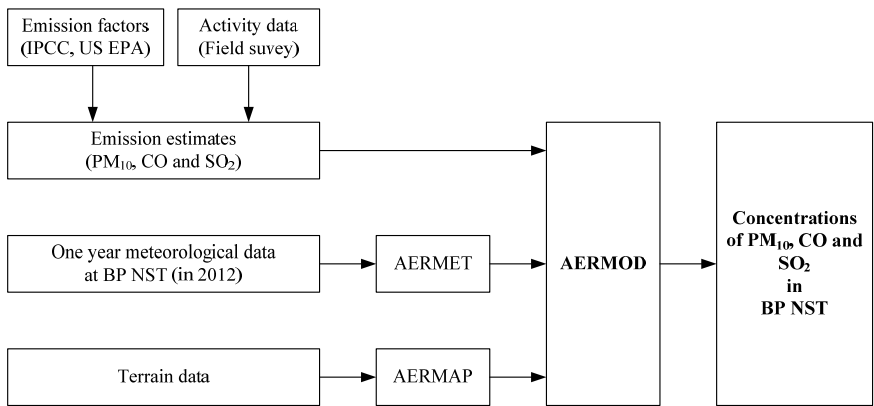 Emission factors
(IPCC, US EPA)
Activity data
(Field suvey)
Emission estimates
(PM₁₀, CO and SO₂)
One year meteorological data
at BP NST (in 2012)
AERMET
AERMOD
Concentrations
of PM₁₀, CO and
SO₂
in
BP NST
Terrain data
AERMAP